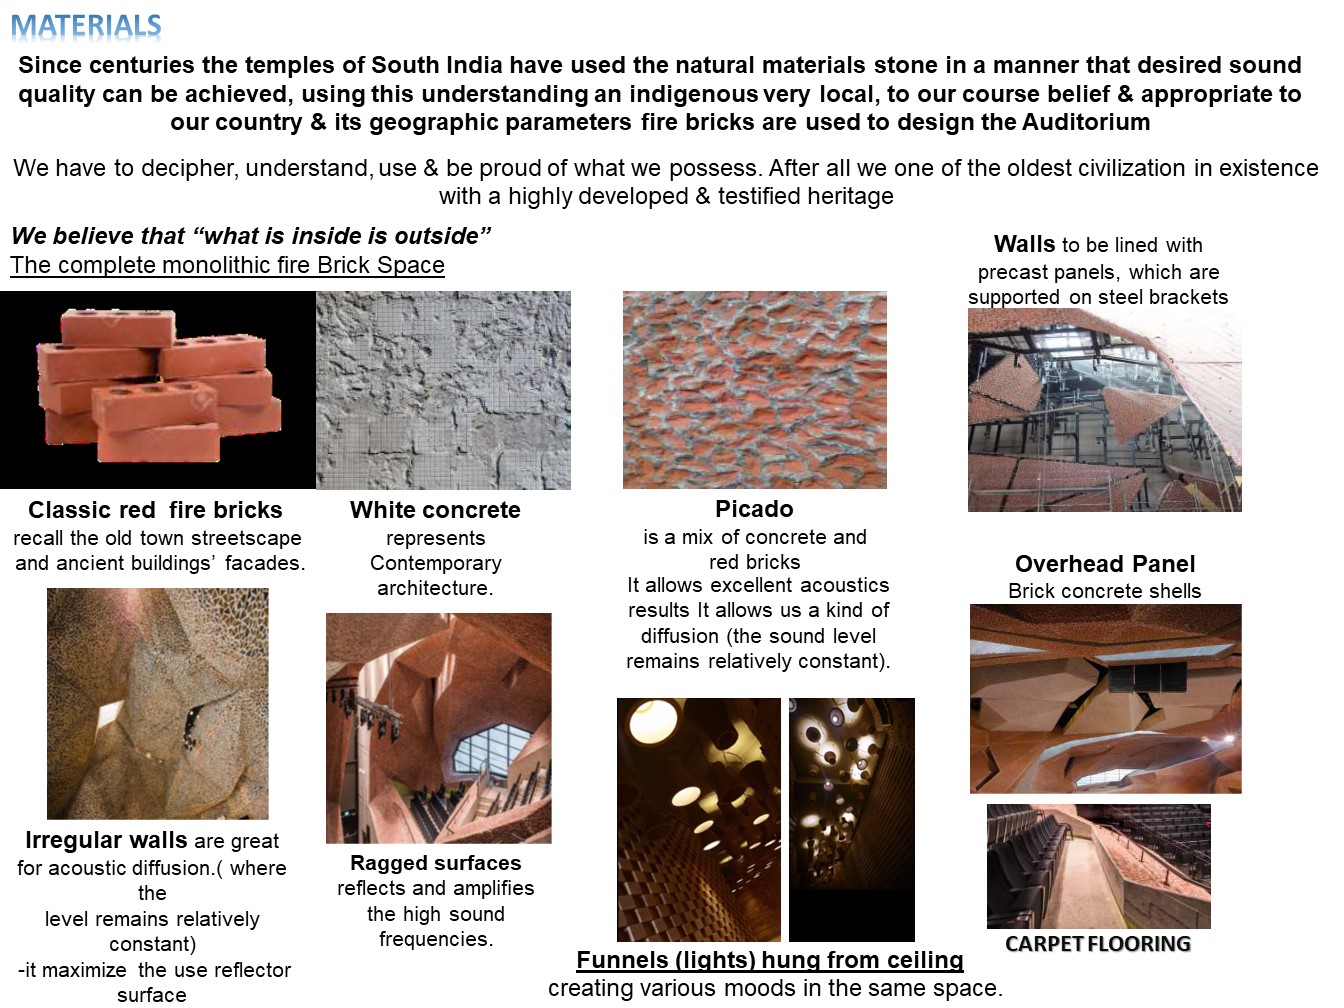 MATERIALS
Since centuries the temples of South India have used the natural materials stone in a manner that desired sound
quality can be achieved, using this understanding an indigenous very local, to our course belief & appropriate to
our country & its geographic parameters fire bricks are used to design the Auditorium
We have to decipher, understand, use & be proud of what we possess. After all we one of the oldest civilization in existence
with a highly developed & testified heritage
We believe that “what is inside is outside”
The complete monolithic fire Brick Space
Walls to be lined with
precast panels, which are
supported on steel brackets
Classic red fire bricks
recall the old town streetscape
and ancient buildings’ facades.
White concrete
represents
Contemporary
architecture.
Picado
is a mix of concrete and
red bricks
It allows excellent acoustics
results It allows us a kind of
diffusion (the sound level
remains relatively constant).
Overhead Panel
Brick concrete shells
Irregular walls are great
for acoustic diffusion.( where
the
level remains relatively
constant)
-it maximize the use reflector
surface
Ragged surfaces
reflects and amplifies
the high sound
frequencies.
Funnels (lights) hung from ceiling
creating various moods in the same space.
CARPET FLOORING